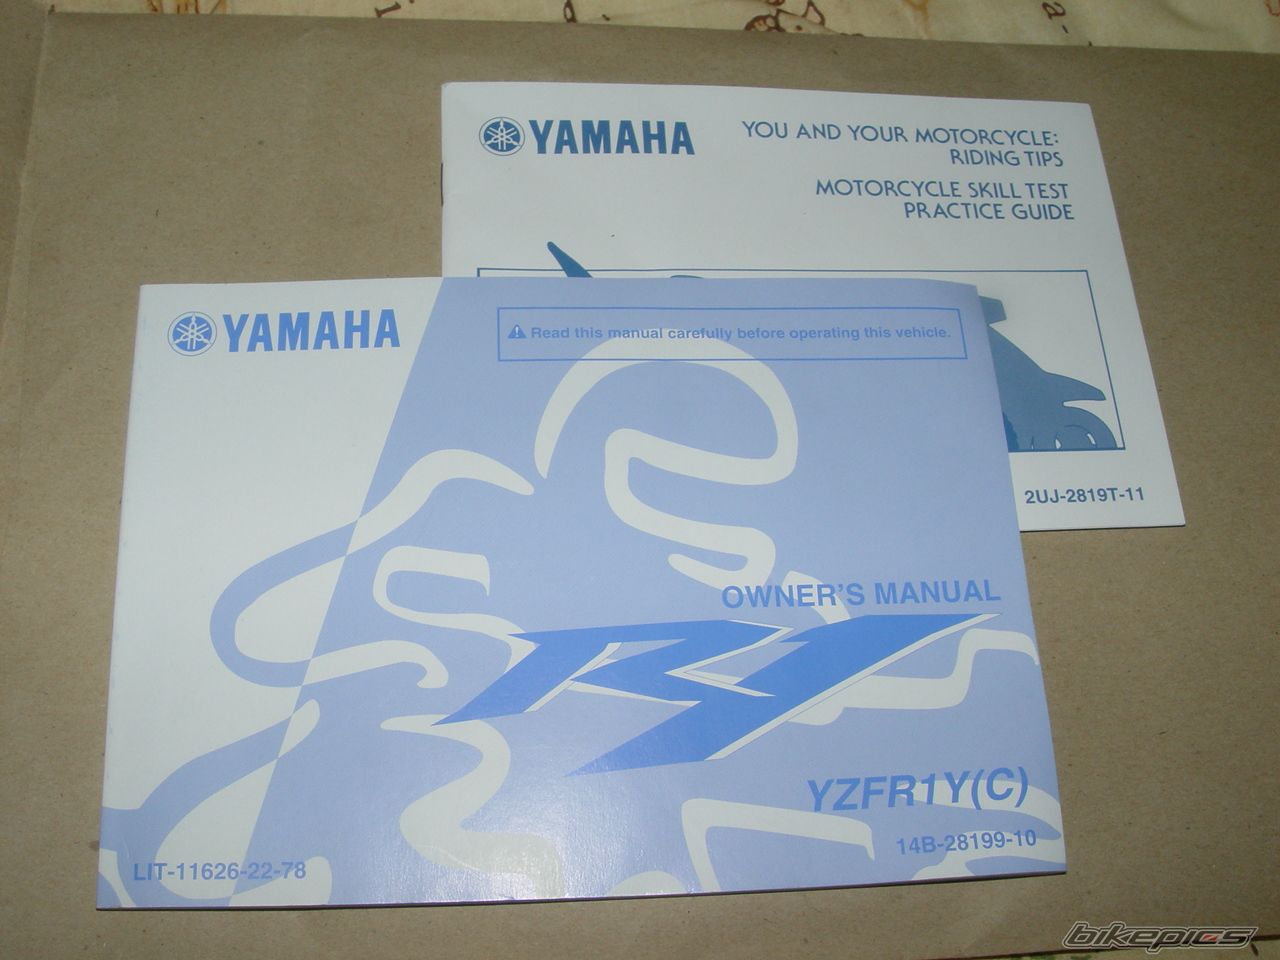 YAMAHA
YOU AND YOUR MOTORCYCLE:
RIDING TIPS
MOTORCYCLE SKILL TEST
PRACTICE GUIDE
2UJ-2819T-11
YAMAHA
Read this manual carefully before operating this vehicle.
OWNER'S MANUAL
R1
YZFR1Y(C)
14B-28199-10
LIT-11626-22-78
bikepics